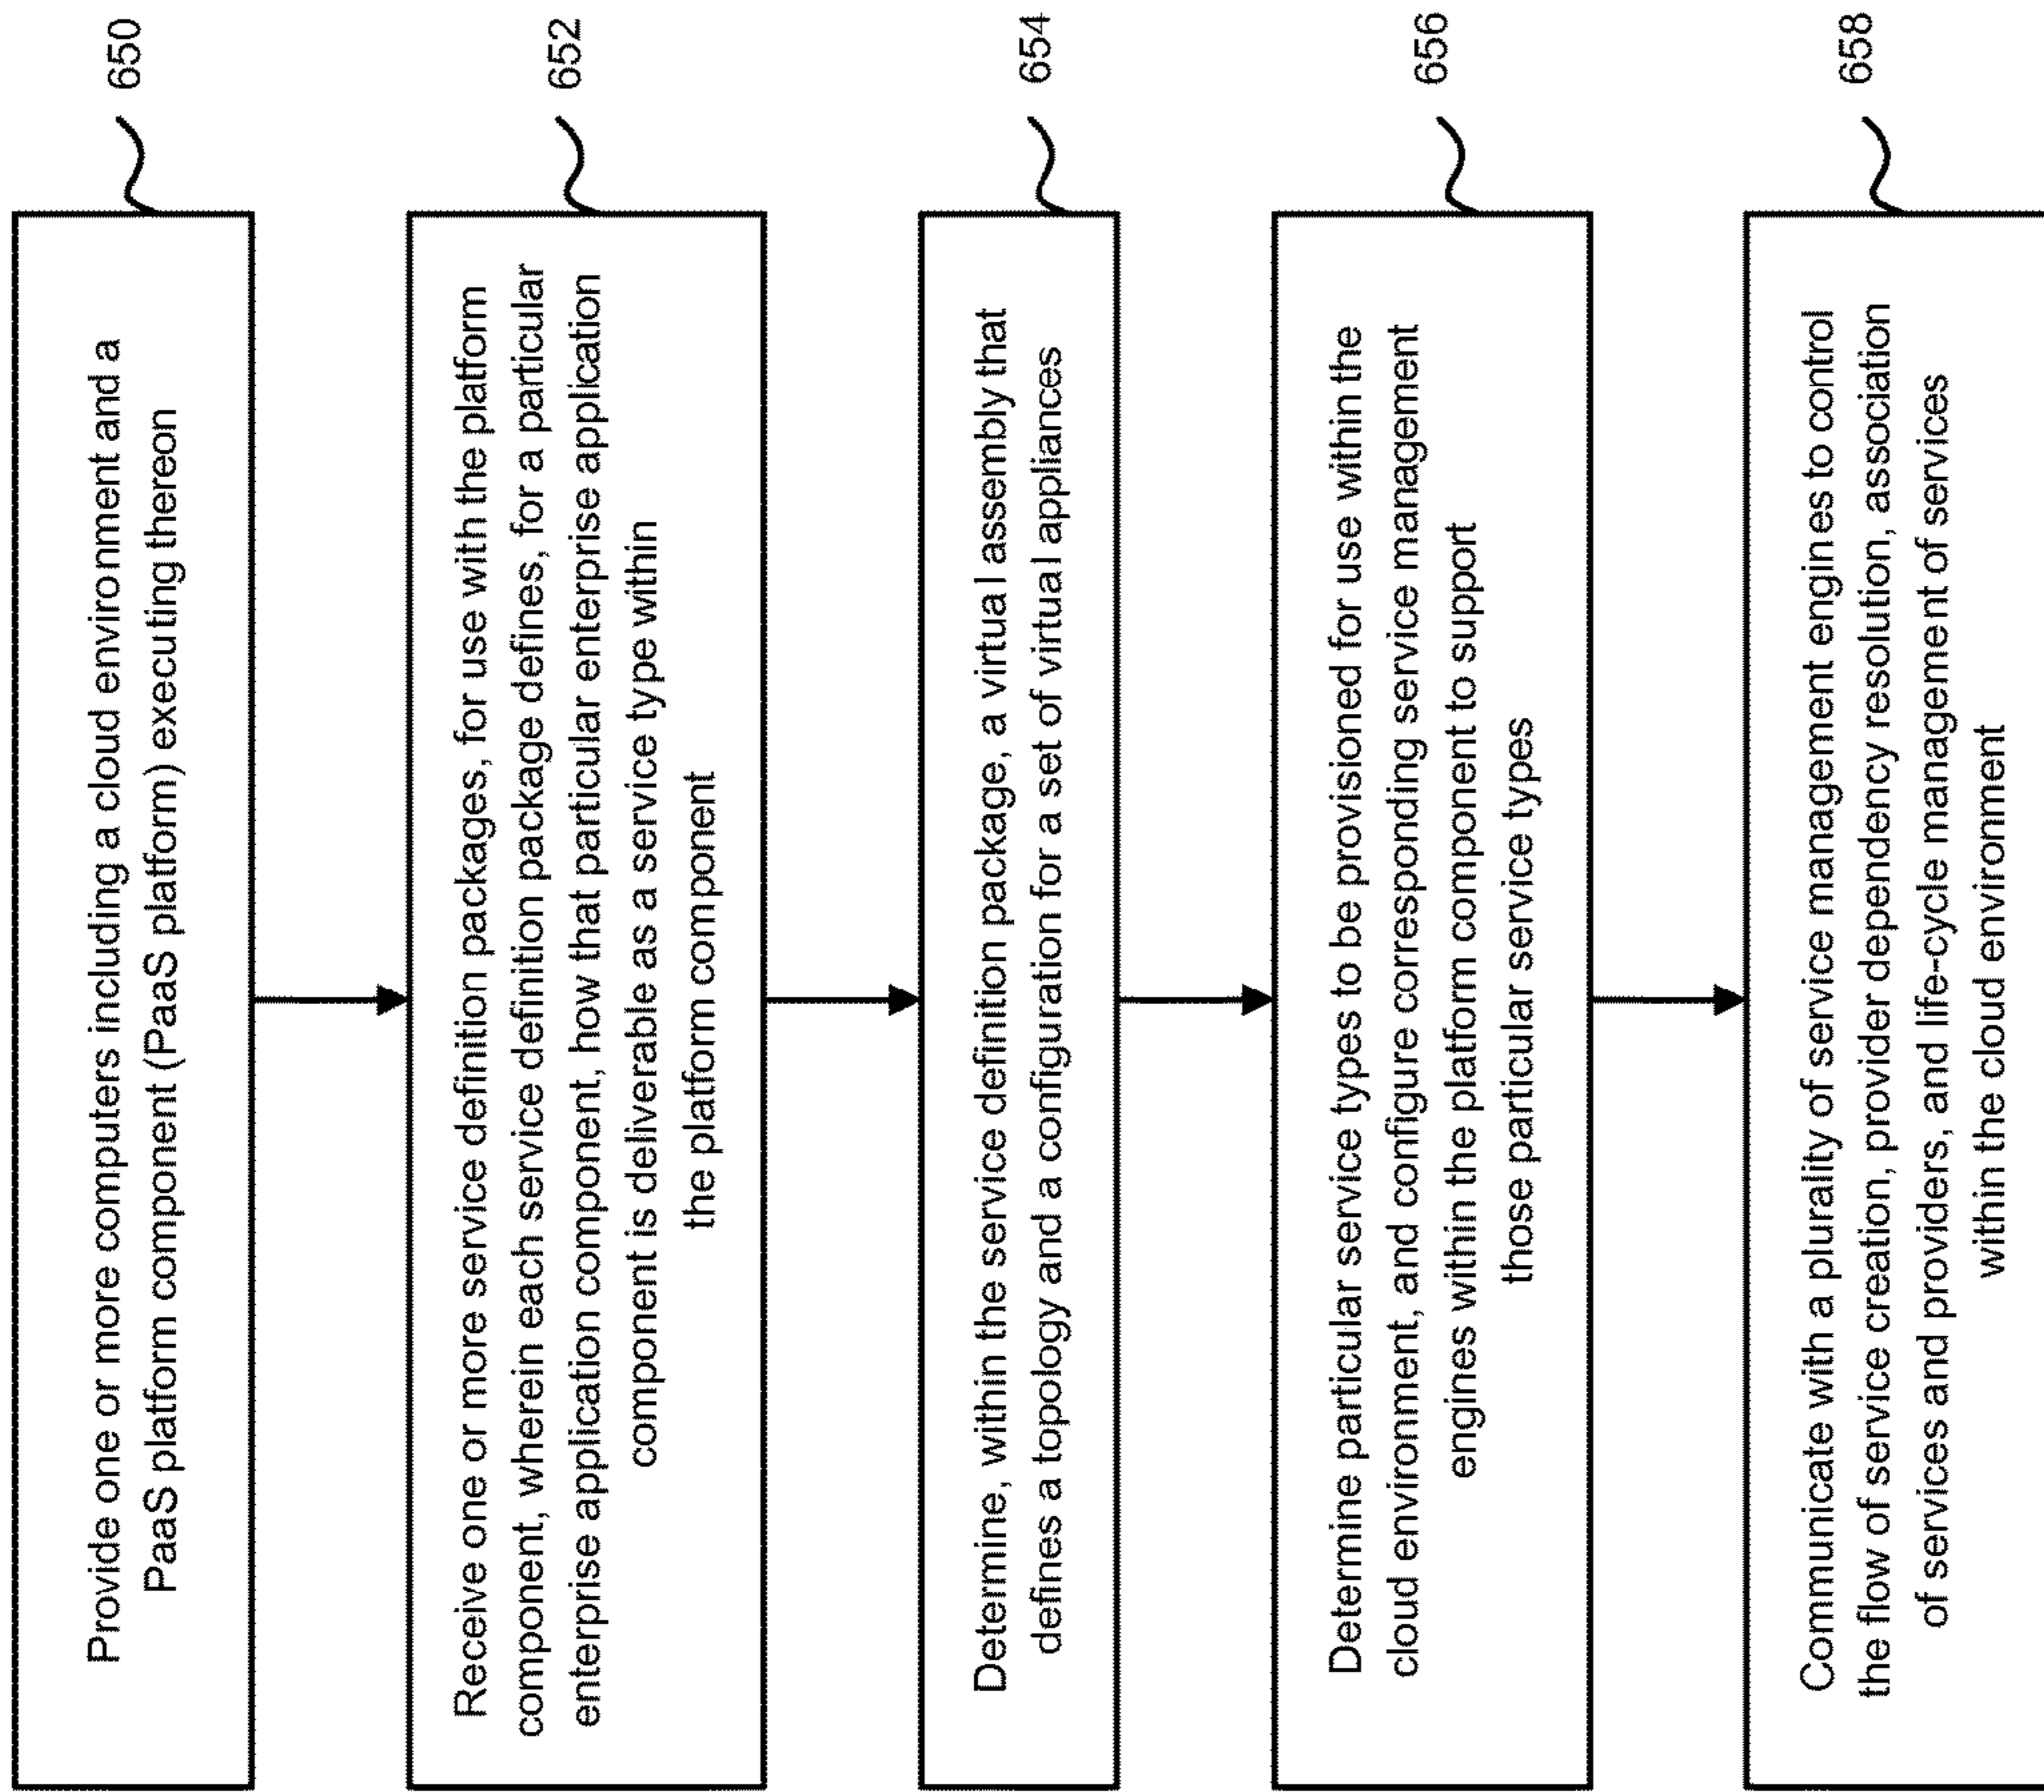 Provide one or more computers including a cloud environment and a
PaaS platform component (PaaS platform) executing thereon
650
Receive one or more service definition packages, for use with the platform
component, wherein each service definition package defines, for a particular
enterprise application component, how that particular enterprise application
component is deliverable as a service type within
the platform component
652
Determine, within the service definition package, a virtual assembly that
defines a topology and a configuration for a set of virtual appliances
654
Determine particular service types to be provisioned for use within the
cloud environment, and configure corresponding service management
engines within the platform component to support
those particular service types
656
Communicate with a plurality of service management engines to control
the flow of service creation, provider dependency resolution, association
of services and providers, and life-cycle management of services
within the cloud environment
658